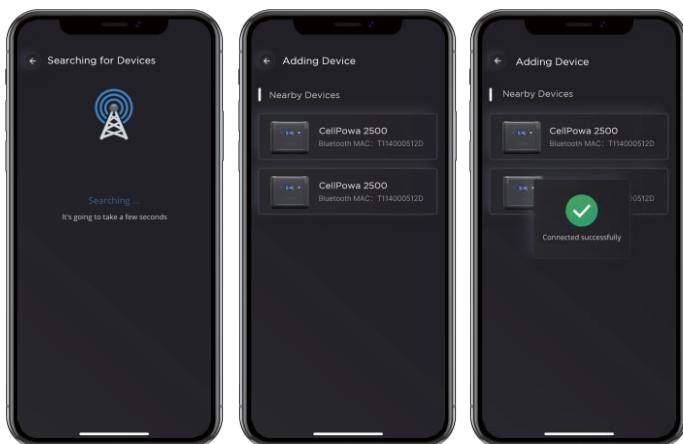 Searching for Devices
Searching ...
It's going to take a few seconds
Adding Device
Nearby Devices
CellPowa 2500
Bluetooth MAC: T114000512D
CellPowa 2500
Bluetooth MAC: T114000512D
Adding Device
Nearby Devices
CellPowa 2500
Bluetooth MAC: T114000512D
0512D
Connected successfully